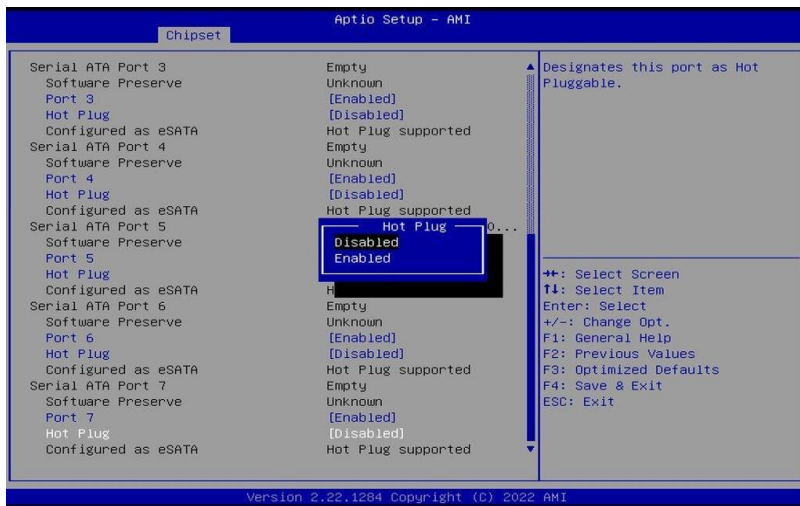 Aptio Setup - AMI
Chipset
Serial ATA Port 3 Empty
Software Preserve Unknown
Port 3 [Enabled]
Hot Plug [Disabled]
Configured as eSATA Hot Plug supported
Serial ATA Port 4 Empty
Software Preserve Unknown
Port 4 [Enabled]
Hot Plug [Disabled]
Configured as eSATA Hot Plug supported
Serial ATA Port 5
Software Preserve
Port 5
Hot Plug
Configured as eSATA H
Serial ATA Port 6 Empty
Software Preserve Unknown
Port 6 [Enabled]
Hot Plug [Disabled]
Configured as eSATA Hot Plug supported
Serial ATA Port 7 Empty
Software Preserve Unknown
Port 7 [Enabled]
Hot Plug [Disabled]
Configured as eSATA Hot Plug supported
Hot Plug
Disabled
Enabled
Designates this port as Hot
Pluggable.
→←: Select Screen
↑↓: Select Item
Enter: Select
+/-: Change Opt.
F1: General Help
F2: Previous Values
F3: Optimized Defaults
F4: Save & Exit
ESC: Exit
Version 2.22.1284 Copyright (C) 2022 AMI